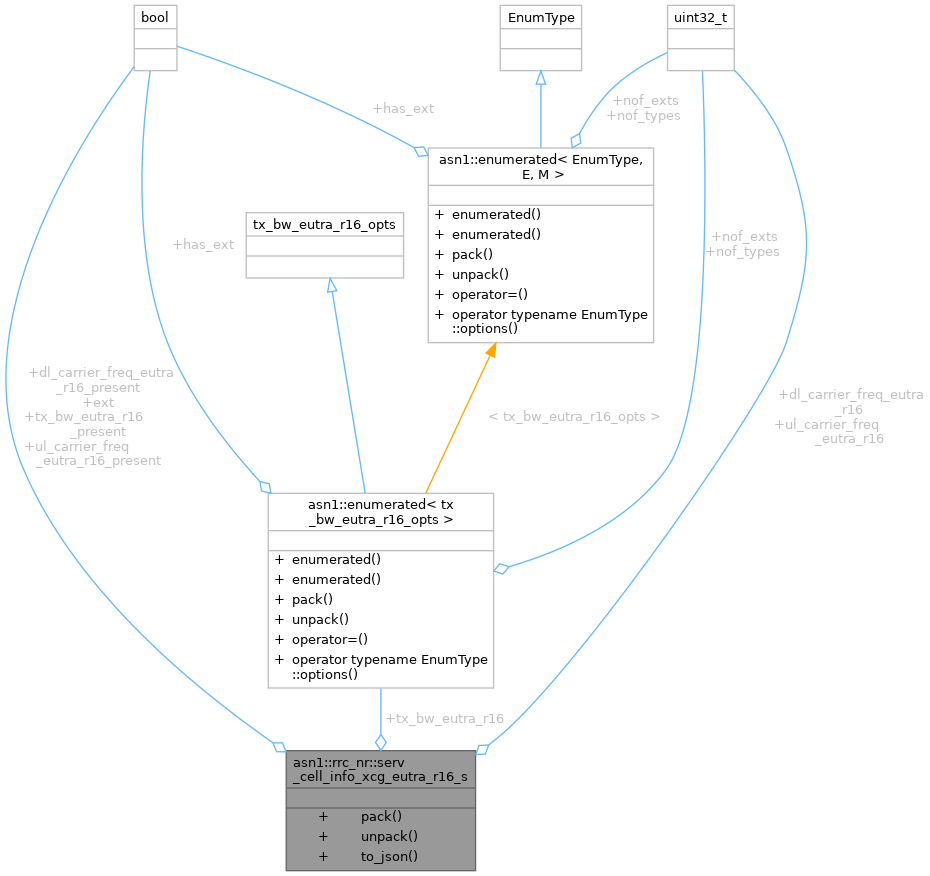 bool
EnumType
uint32_t
+has_ext
+nof_exts
+nof_types
asn1::enumerated< EnumType,
E, M >
+ enumerated()
+ enumerated()
+ pack()
+ unpack()
+ operator=()
+ operator typename EnumType
::options()
tx_bw_eutra_r16_opts
+has_ext
+nof_exts
+nof_types
+dl_carrier_freq_eutra
_r16_present
+ext
+tx_bw_eutra_r16
_present
+ul_carrier_freq
_eutra_r16_present
< tx_bw_eutra_r16_opts >
+dl_carrier_freq_eutra
_r16
+ul_carrier_freq
_eutra_r16
asn1::enumerated< tx
_bw_eutra_r16_opts >
+ enumerated()
+ enumerated()
+ pack()
+ unpack()
+ operator=()
+ operator typename EnumType
::options()
+tx_bw_eutra_r16
asn1::rrc_nr::serv
_cell_info_xcg_eutra_r16_s
+ pack()
+ unpack()
+ to_json()